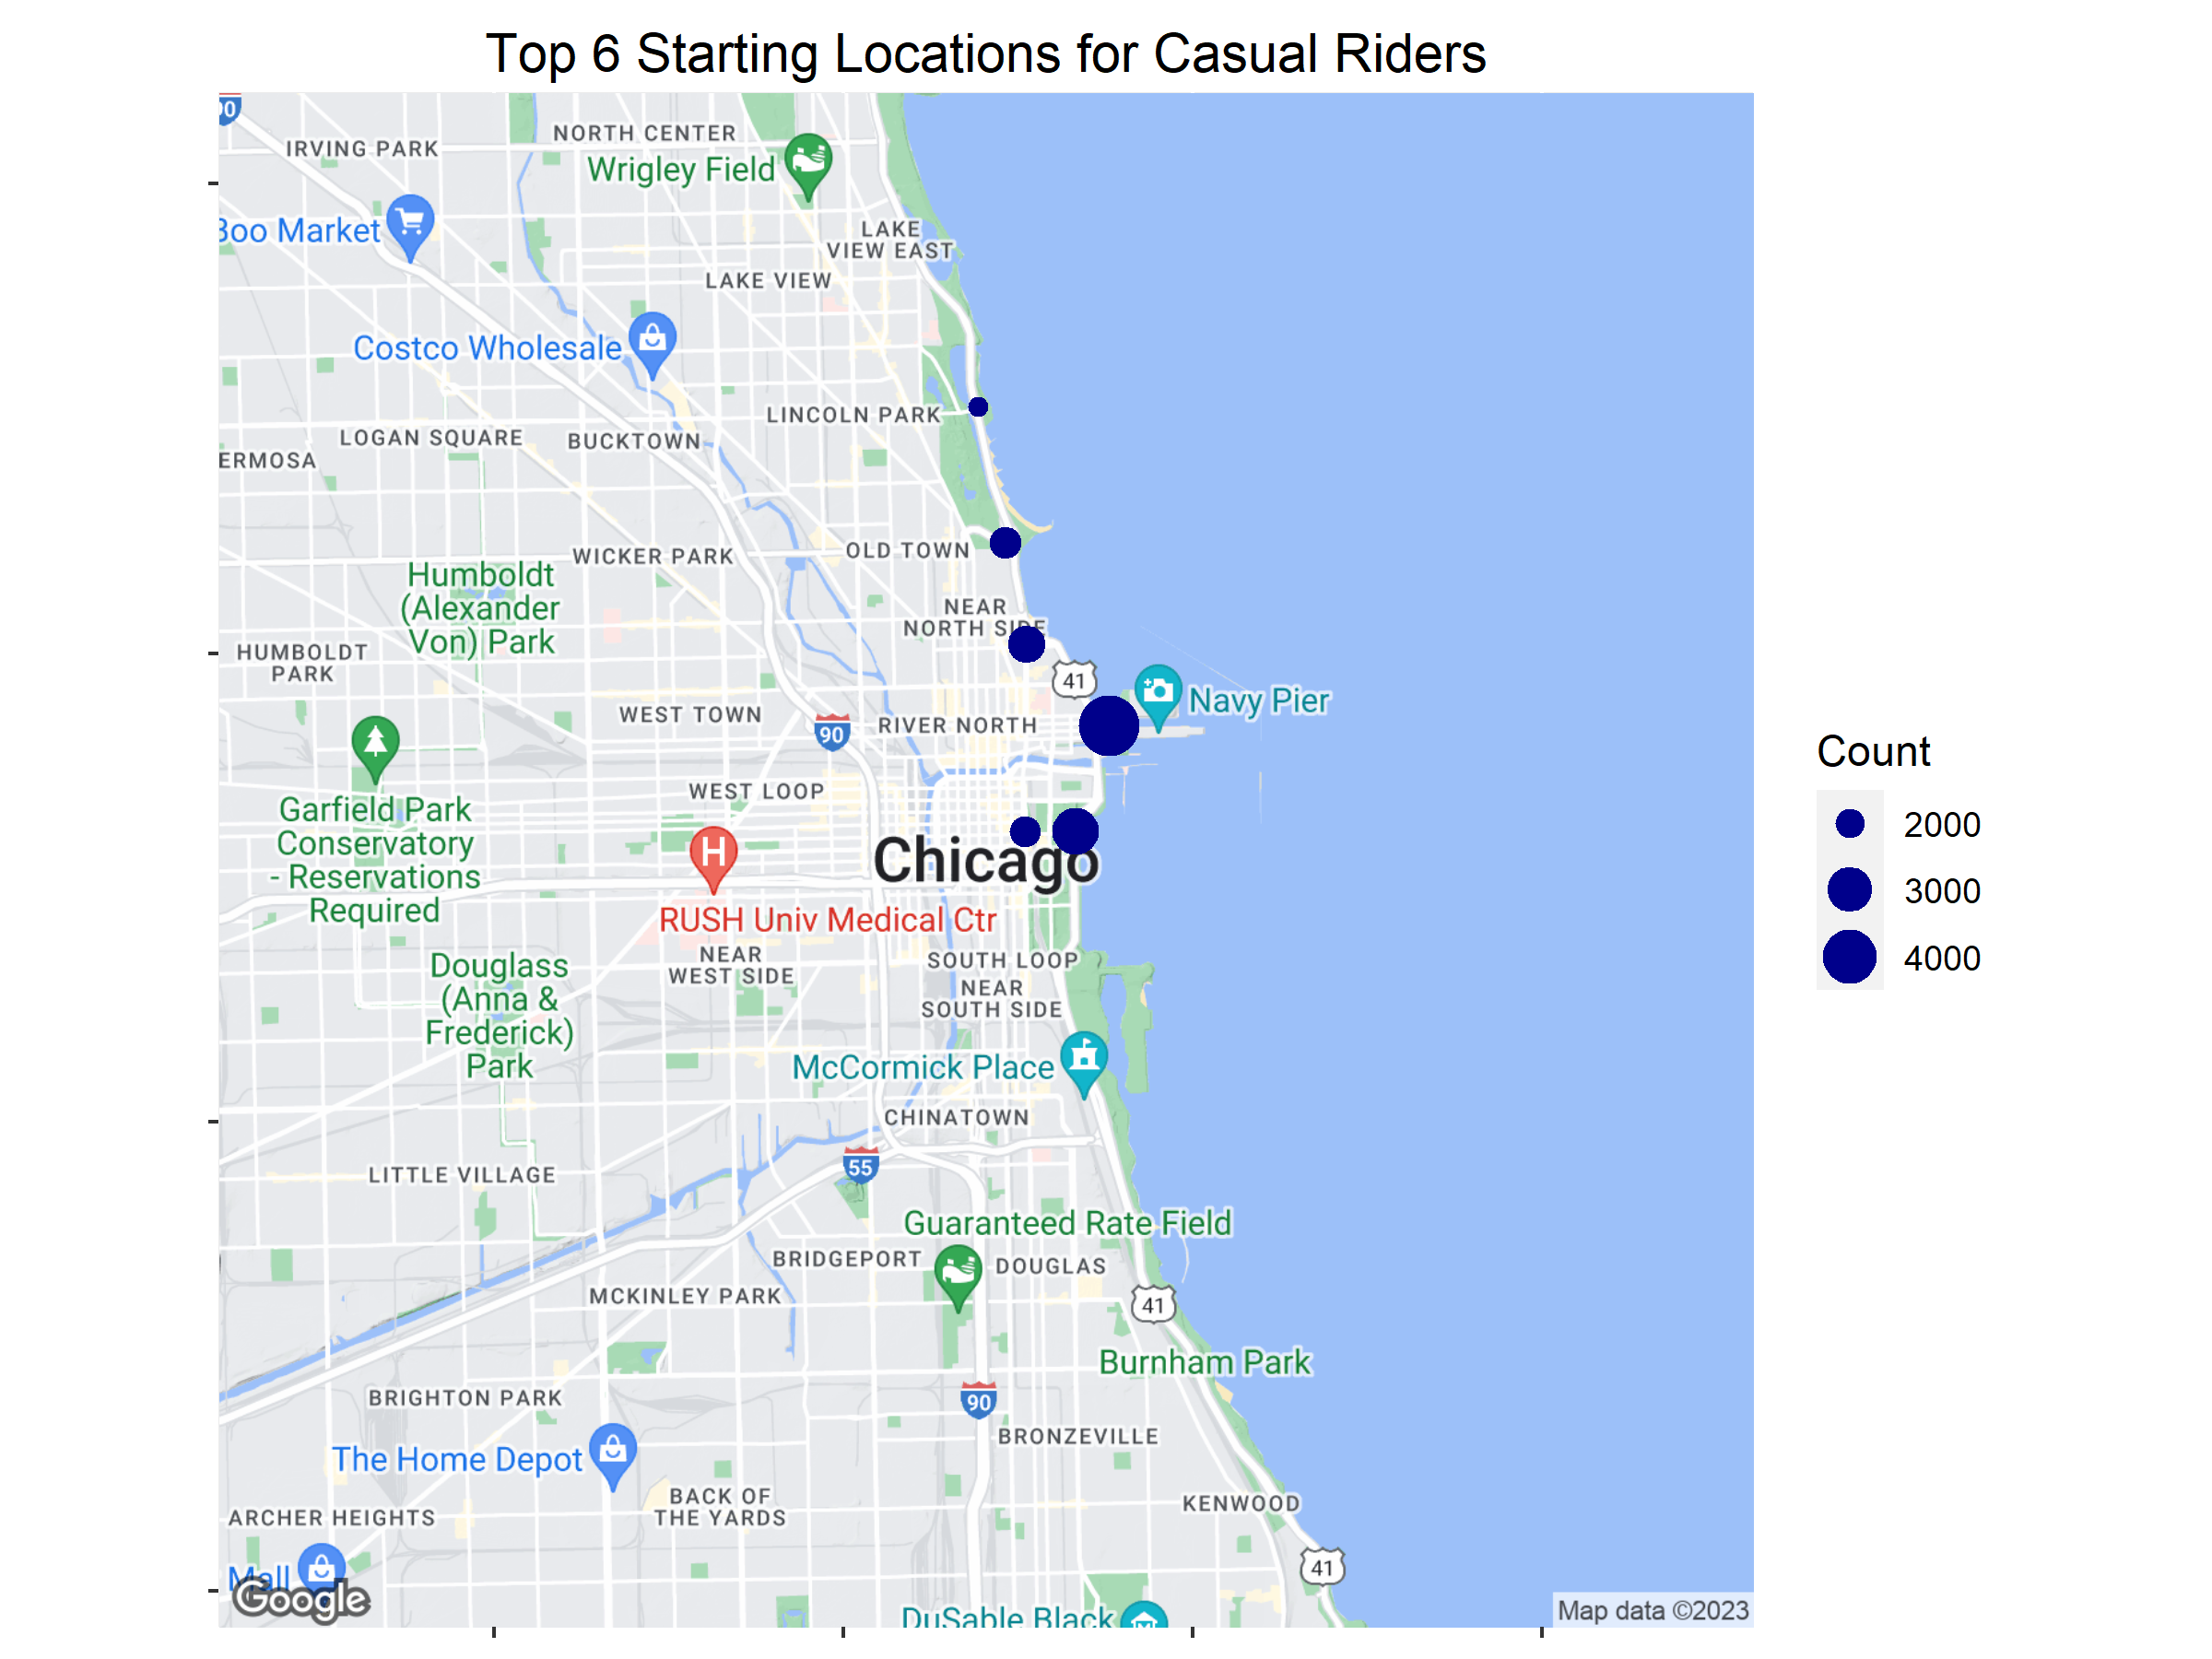 Top 6 Starting Locations for Casual Riders
90
IRVING PARK
NORTH CENTER
Wrigley Field
Boo Market
LAKE
VIEW EAST
LAKE VIEW
Costco Wholesale
LINCOLN PARK
LOGAN SQUARE
BUCKTOWN
ERMOSA
OLD TOWN
WICKER PARK
Humboldt
(Alexander
Von) Park
NEAR
NORTH SIDE
HUMBOLDT
PARK
41
Navy Pier
WEST TOWN
90
RIVER NORTH
WEST LOOP
Garfield Park
Conservatory
- Reservations
Required
H
Chicago
RUSH Univ Medical Ctr
NEAR
WEST SIDE
SOUTH LOOP
Douglass
(Anna &
Frederick)
Park
NEAR
SOUTH SIDE
McCormick Place
CHINATOWN
55
LITTLE VILLAGE
Guaranteed Rate Field
BRIDGEPORT
DOUGLAS
MCKINLEY PARK
41
Burnham Park
BRIGHTON PARK
90
BRONZEVILLE
The Home Depot
BACK OF
THE YARDS
KENWOOD
ARCHER HEIGHTS
41
Mall
Google
DuSable Black
Map data ©2023
Count
2000
3000
4000